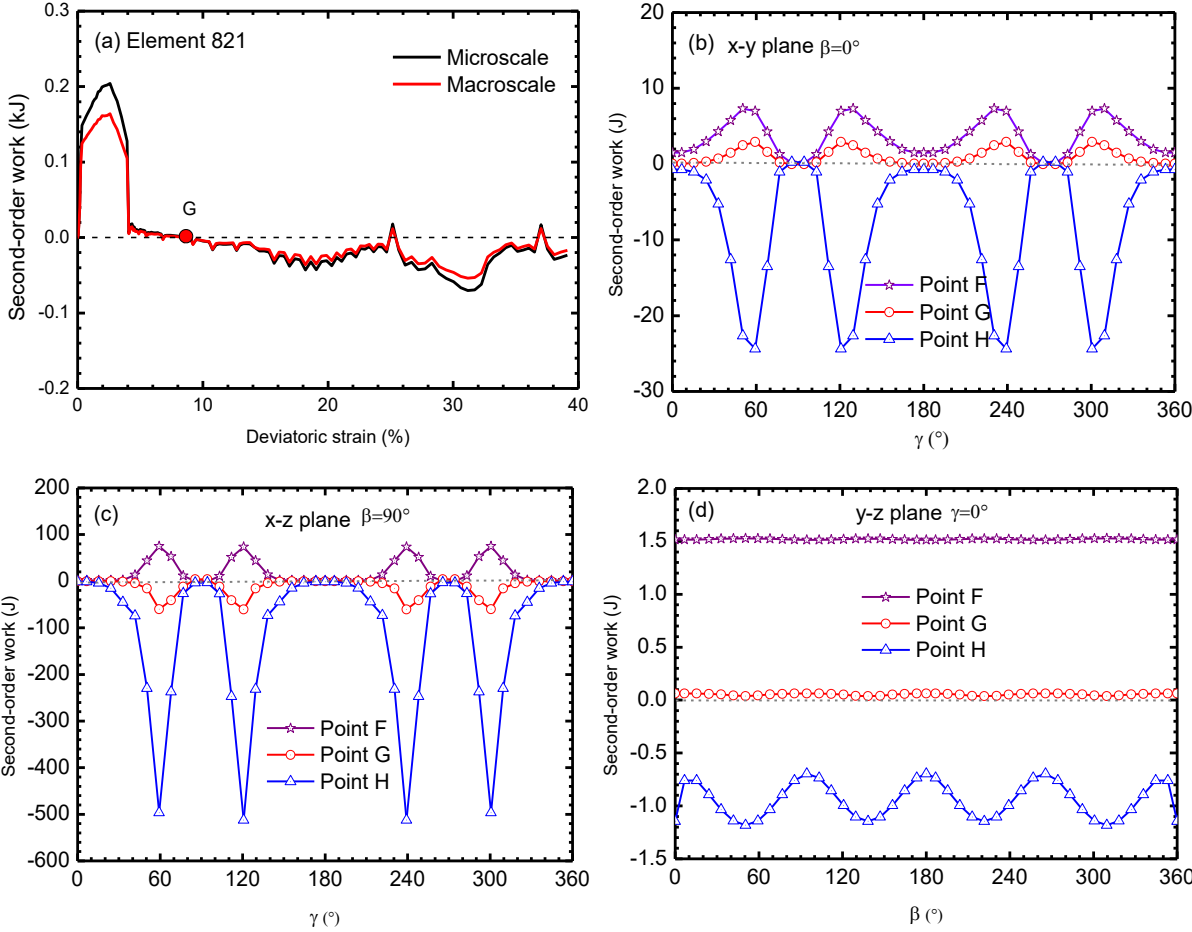 (a) Element 821
Microscale
Macroscale
G
Second-order work (kJ)
0.3
0.2
0.1
0.0
-0.1
-0.2
0 10 20 30 40
Deviatoric strain (%)
(b) x-y plane β=0°
Point F
Point G
Point H
Second-order work (J)
20
10
0
-10
-20
-30
0 60 120 180 240 300 360
γ (°)
(c) x-z plane β=90°
Point F
Point G
Point H
Second-order work (J)
200
100
0
-100
-200
-300
-400
-500
-600
0 60 120 180 240 300 360
γ (°)
(d) y-z plane γ=0°
Point F
Point G
Point H
Second-order work (J)
2.0
1.5
1.0
0.5
0.0
-0.5
-1.0
-1.5
0 60 120 180 240 300 360
β (°)